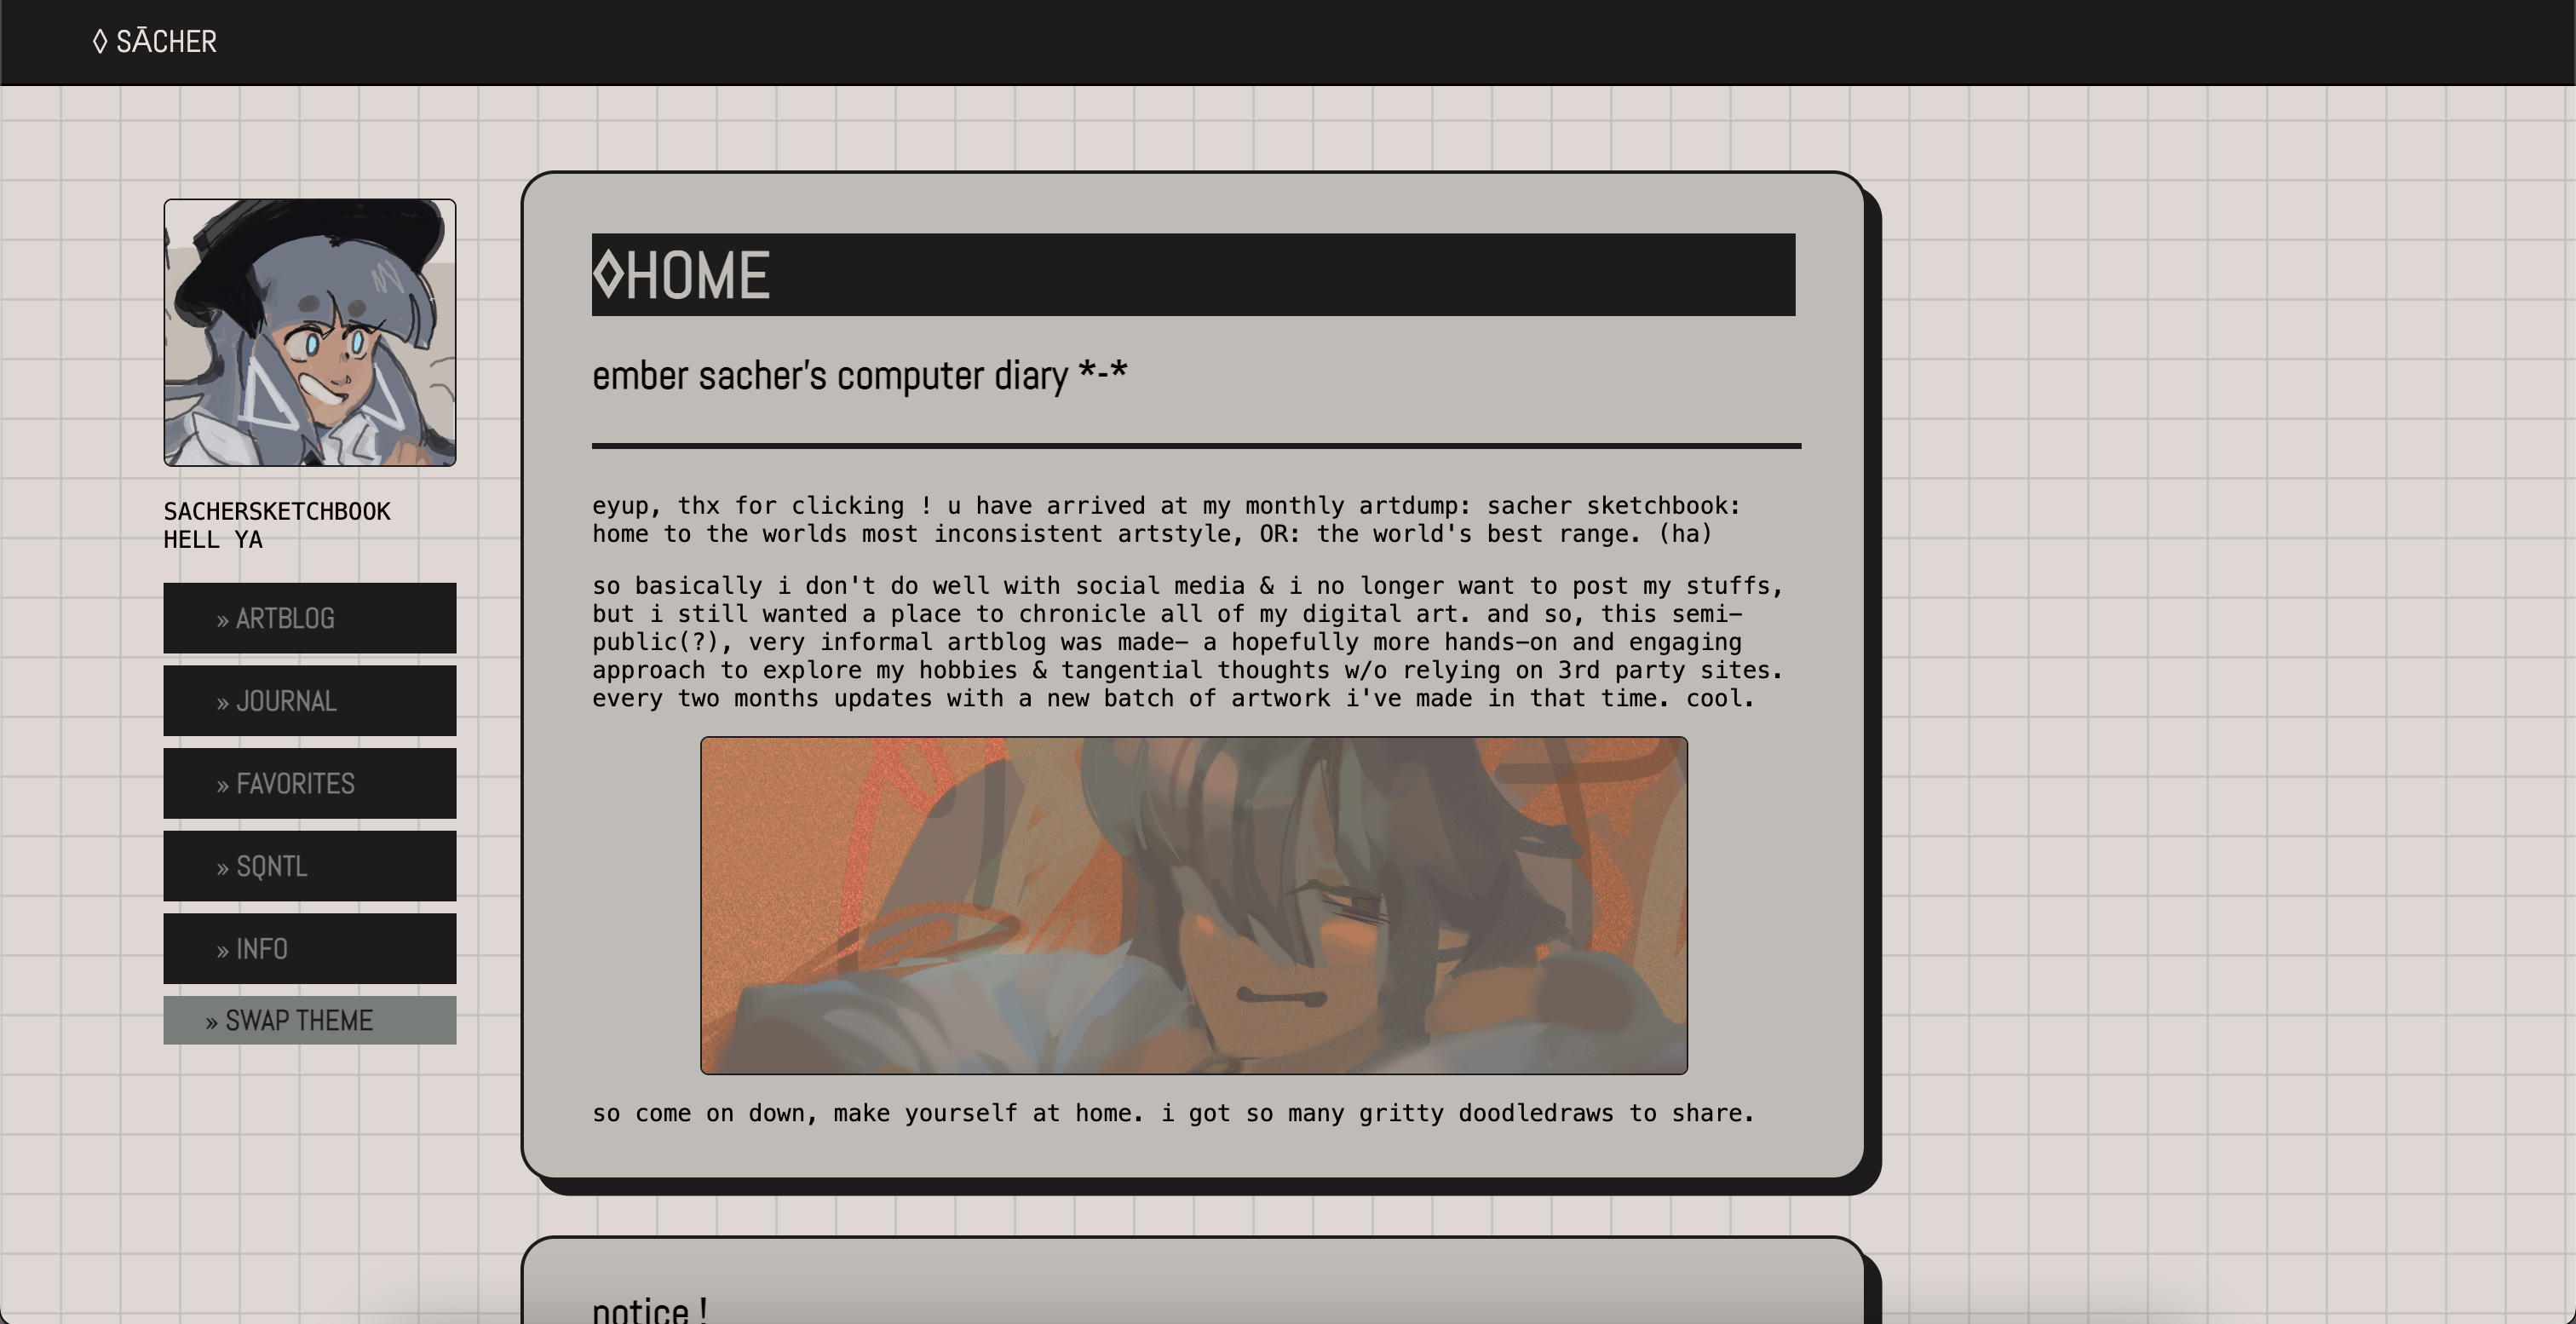 ◊ SĀCHER
SACHERSKETCHBOOK
HELL YA
» ARTBLOG
» JOURNAL
» FAVORITES
» SQNTL
» INFO
» SWAP THEME
◊HOME
ember sacher's computer diary *-*
eyup, thx for clicking ! u have arrived at my monthly artdump: sacher sketchbook:
home to the worlds most inconsistent artstyle, OR: the world's best range. (ha)
so basically i don't do well with social media & i no longer want to post my stuffs,
but i still wanted a place to chronicle all of my digital art. and so, this semi-
public(?), very informal artblog was made— a hopefully more hands-on and engaging
approach to explore my hobbies & tangential thoughts w/o relying on 3rd party sites.
every two months updates with a new batch of artwork i've made in that time. cool.
so come on down, make yourself at home. i got so many gritty doodledraws to share.
notice !